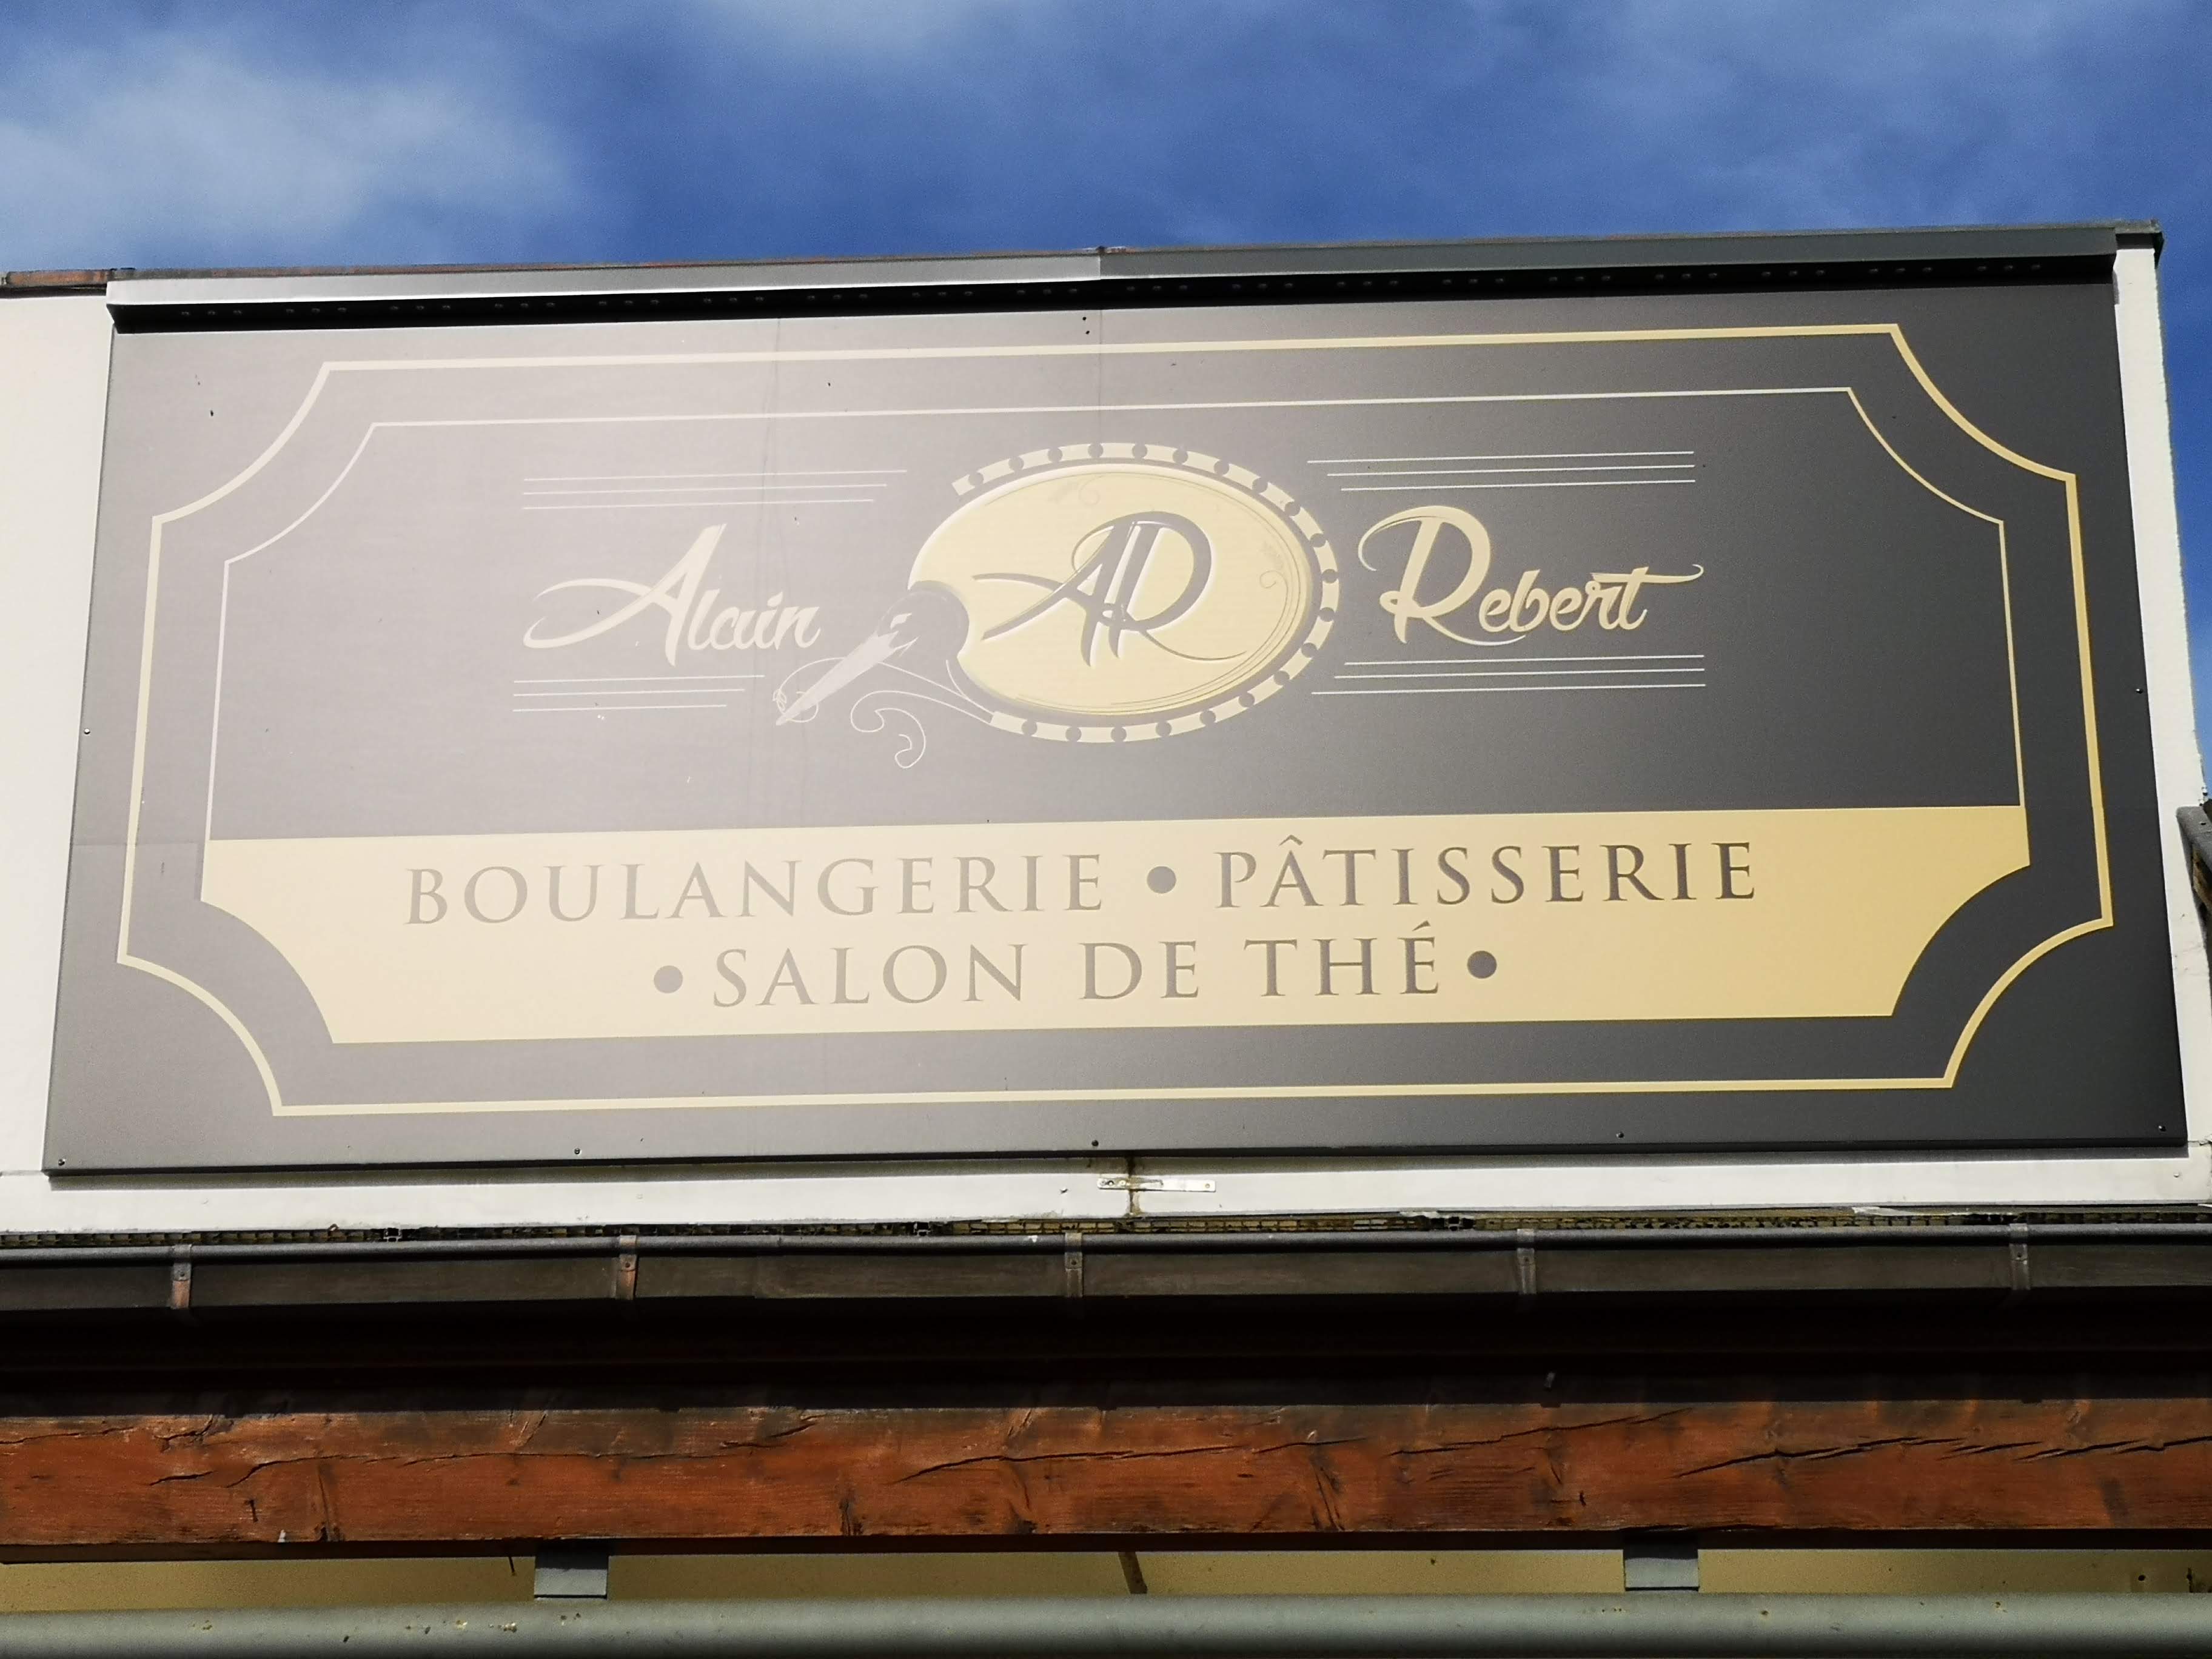 Alain AR Rebert
BOULANGERIE • PÂTISSERIE
• SALON DE THÉ •